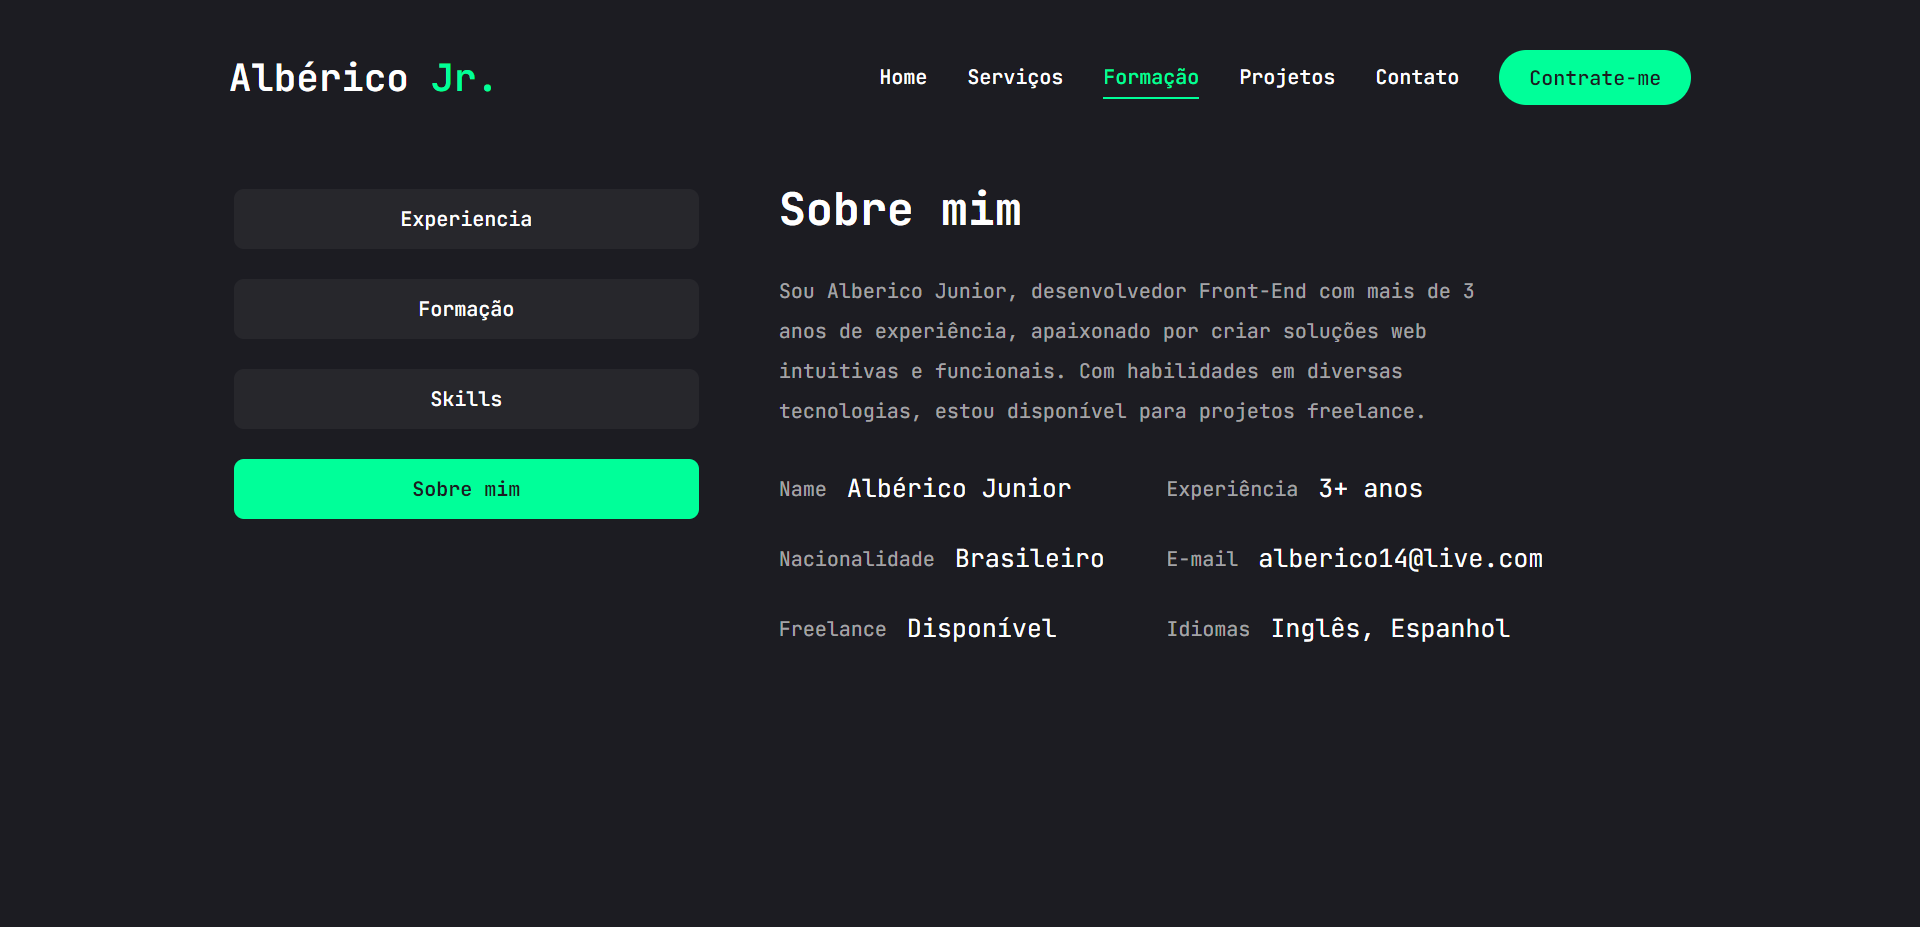 Albérico Jr.
Home Serviços Formação Projetos Contato Contrate-me
Experiencia
Formação
Skills
Sobre mim
Sobre mim
Sou Alberico Junior, desenvolvedor Front-End com mais de 3
anos de experiência, apaixonado por criar soluções web
intuitivas e funcionais. Com habilidades em diversas
tecnologias, estou disponível para projetos freelance.
Name Albérico Junior Experiência 3+ anos
Nacionalidade Brasileiro E-mail alberico14@live.com
Freelance Disponível Idiomas Inglês, Espanhol